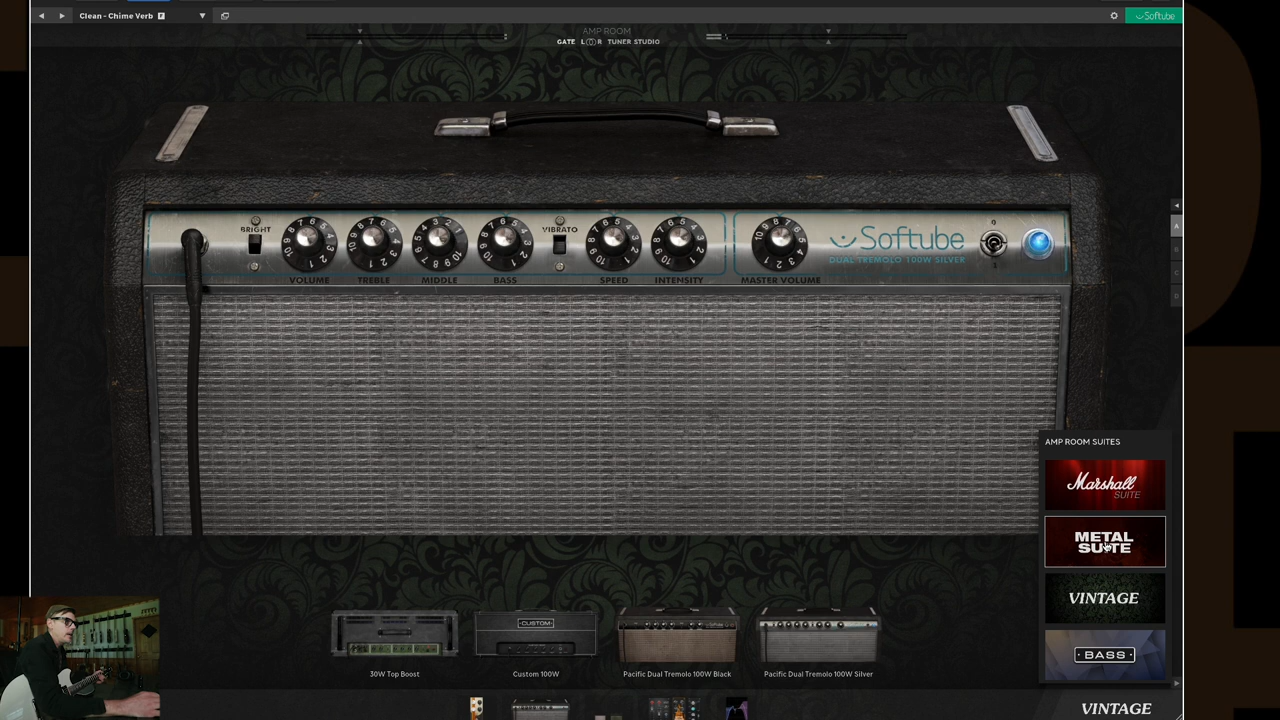 Clean - Chime Verb F
Softube
AMP ROOM
GATE L R TUNER STUDIO
BRIGHT
VIBRATO
VOLUME TREBLE MIDDLE BASS SPEED INTENSITY MASTER VOLUME
Softube
DUAL TREMOLO 100W SILVER
A
B
C
D
AMP ROOM SUITES
Marshall
SUITE
METAL
SUITE
VINTAGE
BASS
CUSTOM
30W Top Boost
Custom 100W
Pacific Dual Tremolo 100W Black
Pacific Dual Tremolo 100W Silver
VINTAGE